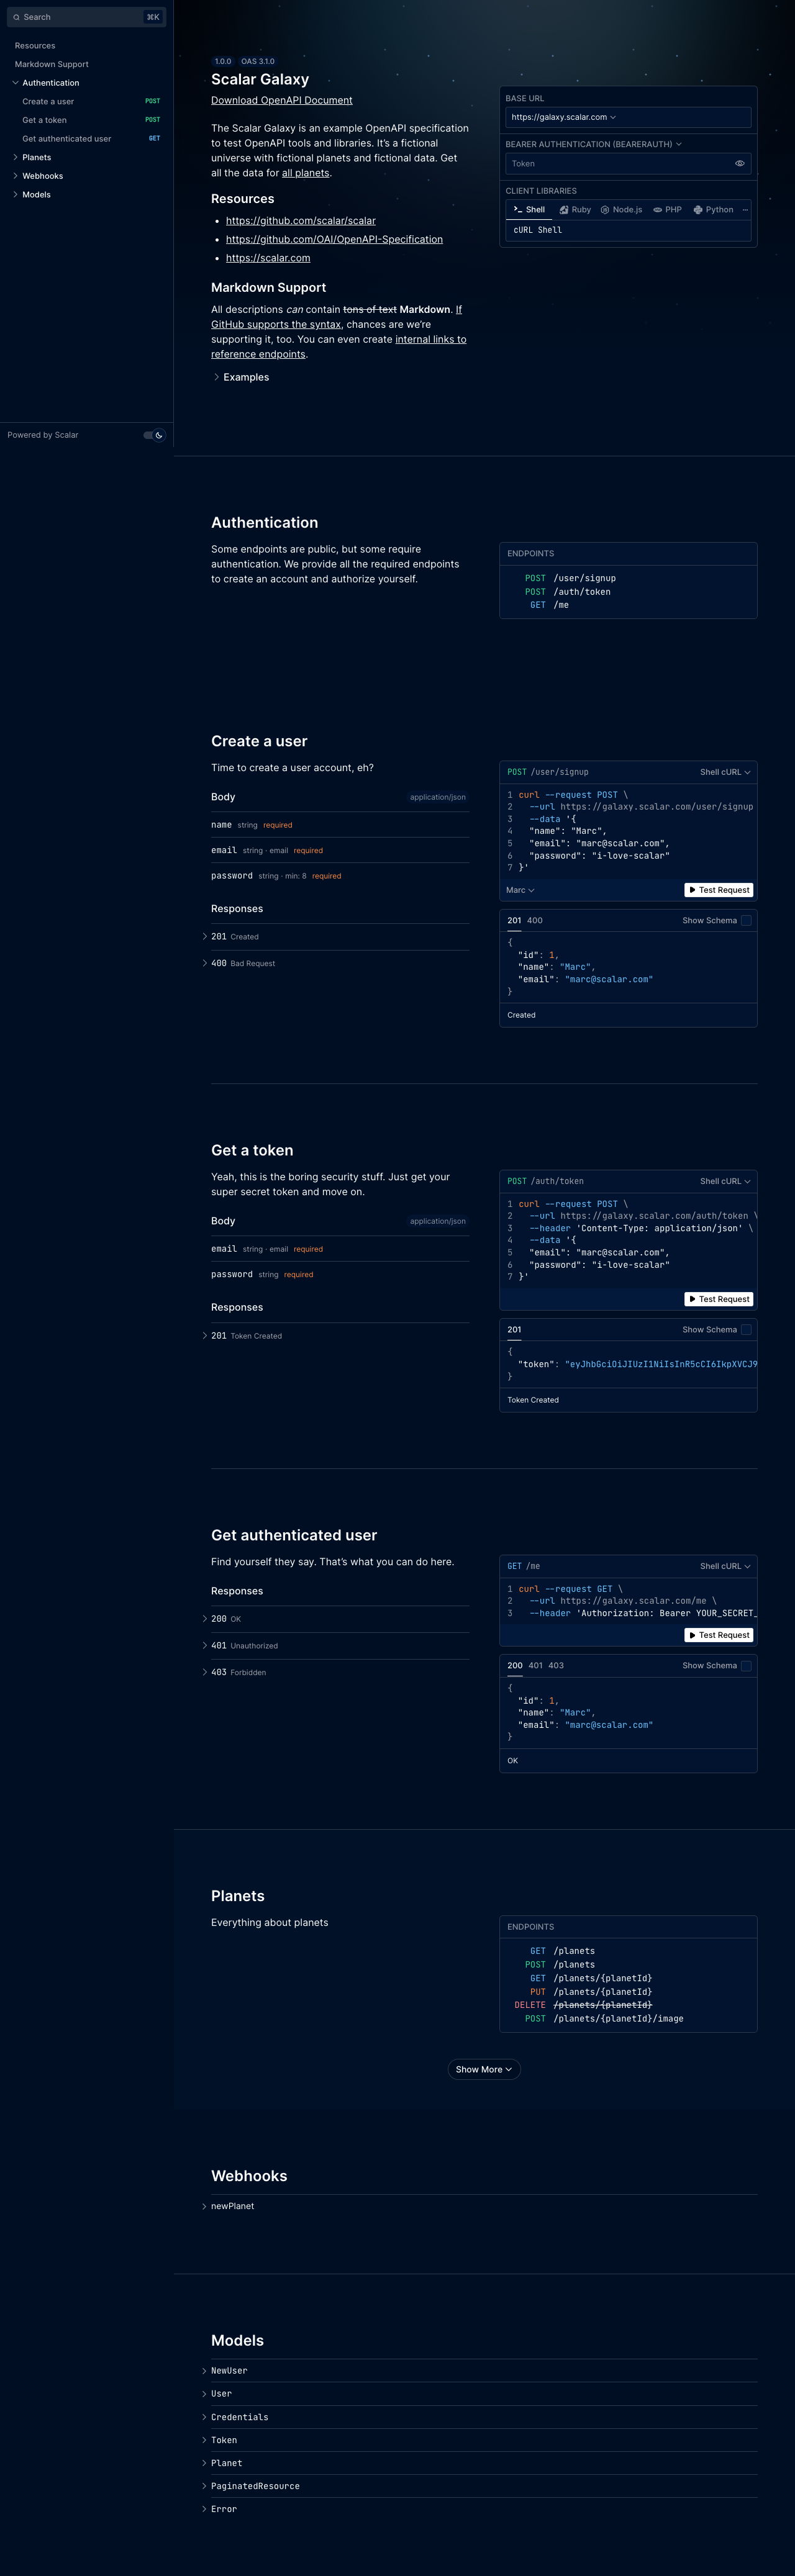 Search ⌘K
Resources
Markdown Support
Authentication
Create a user POST
Get a token POST
Get authenticated user GET
Planets
Webhooks
Models
Powered by Scalar
1.0.0 OAS 3.1.0
Scalar Galaxy
Download OpenAPI Document
The Scalar Galaxy is an example OpenAPI specification
to test OpenAPI tools and libraries. It’s a fictional
universe with fictional planets and fictional data. Get
all the data for all planets.
Resources
https://github.com/scalar/scalar
https://github.com/OAI/OpenAPI-Specification
https://scalar.com
Markdown Support
All descriptions can contain tons of text Markdown. If
GitHub supports the syntax, chances are we’re
supporting it, too. You can even create internal links to
reference endpoints.
Examples
BASE URL
https://galaxy.scalar.com
BEARER AUTHENTICATION (BEARERAUTH)
Token
CLIENT LIBRARIES
Shell Ruby Node.js PHP Python ···
cURL Shell
Authentication
Some endpoints are public, but some require
authentication. We provide all the required endpoints
to create an account and authorize yourself.
ENDPOINTS
POST /user/signup
POST /auth/token
GET /me
Create a user
Time to create a user account, eh?
Body application/json
name string required
email string · email required
password string · min: 8 required
Responses
201 Created
400 Bad Request
POST /user/signup Shell cURL
1 curl --request POST \
2 --url https://galaxy.scalar.com/user/signup
3 --data '{
4 "name": "Marc",
5 "email": "marc@scalar.com",
6 "password": "i-love-scalar"
7 }'
Marc Test Request
201 400 Show Schema
{
"id": 1,
"name": "Marc",
"email": "marc@scalar.com"
}
Created
Get a token
Yeah, this is the boring security stuff. Just get your
super secret token and move on.
Body application/json
email string · email required
password string required
Responses
201 Token Created
POST /auth/token Shell cURL
1 curl --request POST \
2 --url https://galaxy.scalar.com/auth/token \
3 --header 'Content-Type: application/json' \
4 --data '{
5 "email": "marc@scalar.com",
6 "password": "i-love-scalar"
7 }'
Test Request
201 Show Schema
{
"token": "eyJhbGciOiJIUzI1NiIsInR5cCI6IkpXVCJ9
}
Token Created
Get authenticated user
Find yourself they say. That’s what you can do here.
Responses
200 OK
401 Unauthorized
403 Forbidden
GET /me Shell cURL
1 curl --request GET \
2 --url https://galaxy.scalar.com/me \
3 --header 'Authorization: Bearer YOUR_SECRET_
Test Request
200 401 403 Show Schema
{
"id": 1,
"name": "Marc",
"email": "marc@scalar.com"
}
OK
Planets
Everything about planets
ENDPOINTS
GET /planets
POST /planets
GET /planets/{planetId}
PUT /planets/{planetId}
DELETE /planets/{planetId}
POST /planets/{planetId}/image
Show More
Webhooks
newPlanet
Models
NewUser
User
Credentials
Token
Planet
PaginatedResource
Error